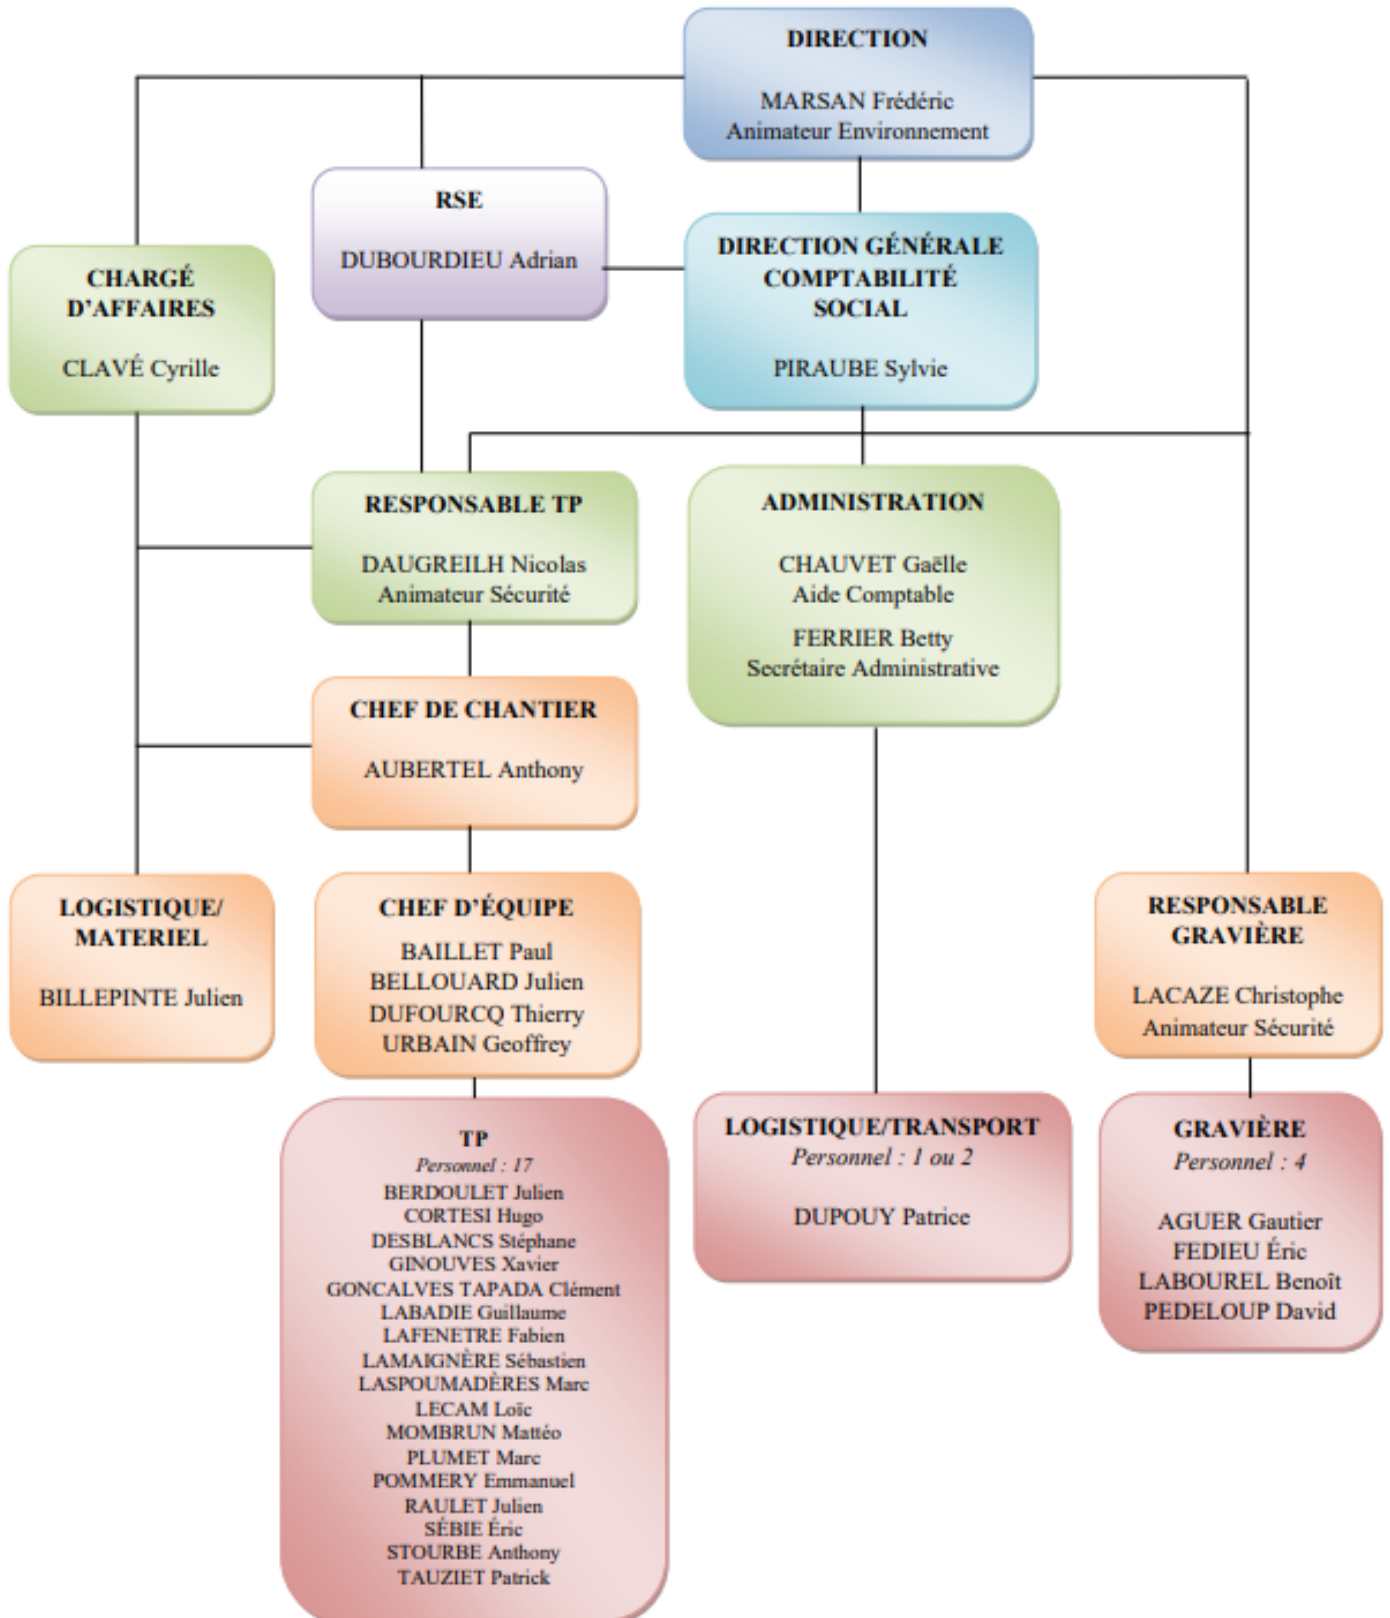 DIRECTION
MARSAN Frédéric
Animateur Environnement
RSE
DUBOURDIEU Adrian
DIRECTION GÉNÉRALE
COMPTABILITÉ
SOCIAL
PIRAUBE Sylvie
CHARGÉ
D'AFFAIRES
CLAVÉ Cyrille
RESPONSABLE TP
DAUGREILH Nicolas
Animateur Sécurité
ADMINISTRATION
CHAUVET Gaëlle
Aide Comptable
FERRIER Betty
Secrétaire Administrative
CHEF DE CHANTIER
AUBERTEL Anthony
LOGISTIQUE/
MATERIEL
BILLEPINTE Julien
CHEF D'ÉQUIPE
BAILLET Paul
BELLOUARD Julien
DUFOURCQ Thierry
URBAIN Geoffrey
RESPONSABLE
GRAVIÈRE
LACAZE Christophe
Animateur Sécurité
TP
Personnel : 17
BERDOULET Julien
CORTESI Hugo
DESBLANCS Stéphane
GINOUVES Xavier
GONCALVES TAPADA Clément
LABADIE Guillaume
LAFENETRE Fabien
LAMAIGNÈRE Sébastien
LASPOUMADÈRES Marc
LECAM Loïc
MOMBRUN Mattéo
PLUMET Marc
POMMERY Emmanuel
RAULET Julien
SÉBIE Éric
STOURBE Anthony
TAUZIET Patrick
LOGISTIQUE/TRANSPORT
Personnel : 1 ou 2
DUPOUY Patrice
GRAVIÈRE
Personnel : 4
AGUER Gautier
FEDIEU Éric
LABOUREL Benoît
PEDELOUP David